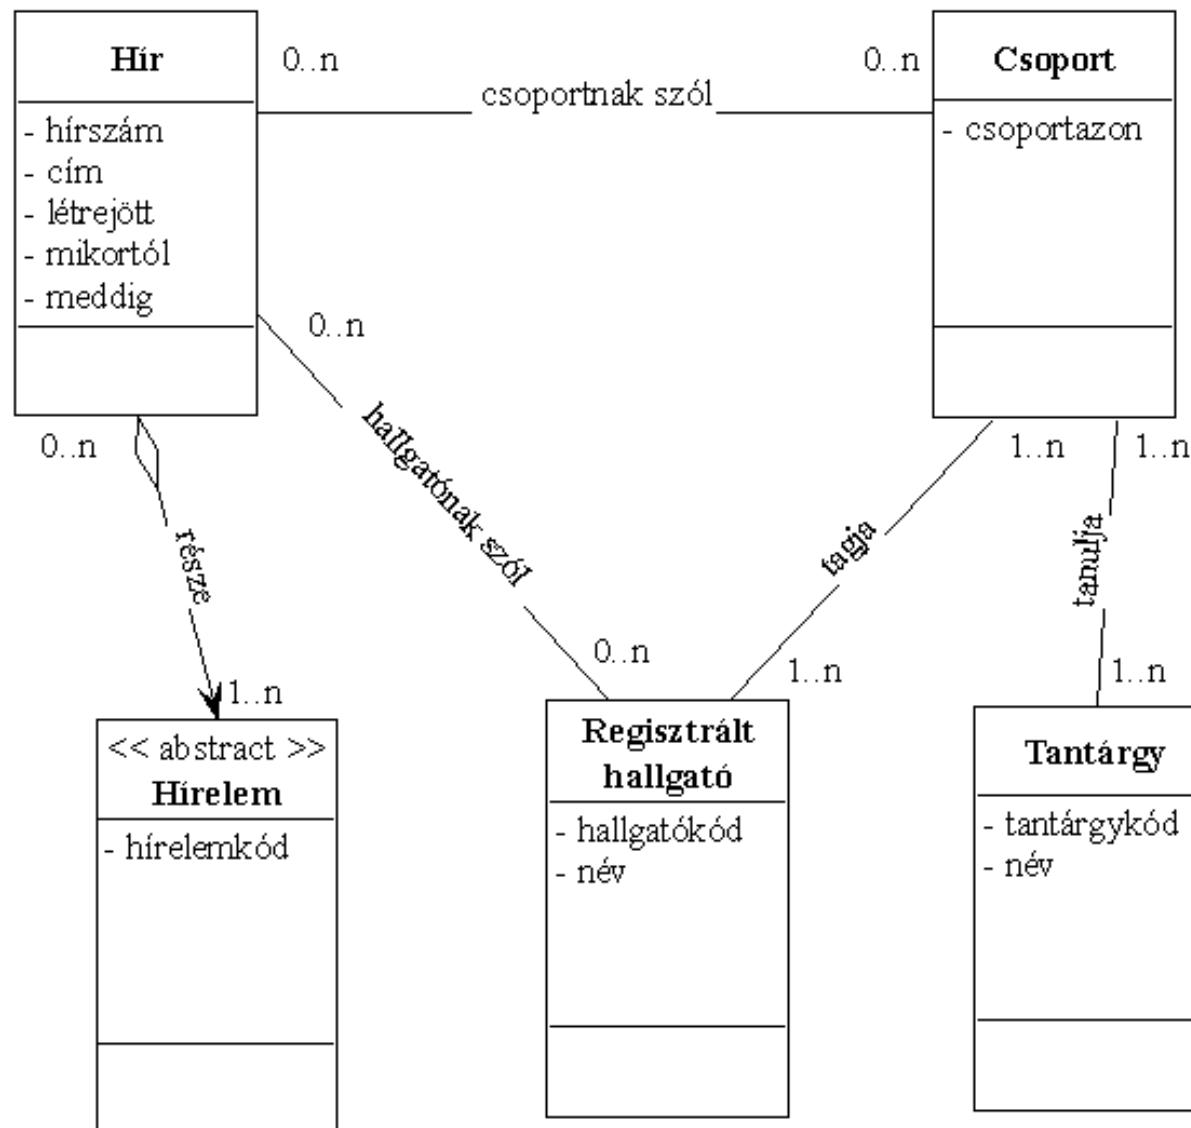 Hír
- hírszám
- cím
- létrejött
- mikortól
- meddig
0..n
0..n
csoportnak szól
Csoport
- csoportazon
0..n
hallgatónak szól
0..n
0..n
része
1..n
1..n
tagja
1..n
1..n
tanulja
1..n
<< abstract >>
Hírelem
- hírelemkód
Regisztrált
hallgató
- hallgatókód
- név
Tantárgy
- tantárgykód
- név